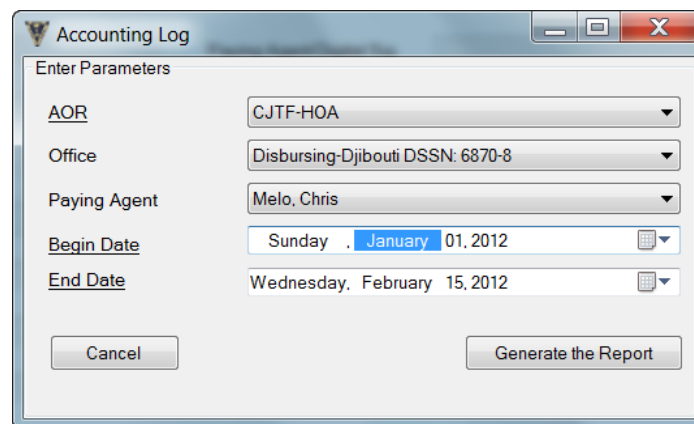 Accounting Log
Enter Parameters
AOR CJTF-HOA
Office Disbursing-Djibouti DSSN: 6870-8
Paying Agent Melo, Chris
Begin Date Sunday , January 01, 2012
End Date Wednesday, February 15, 2012
Cancel Generate the Report